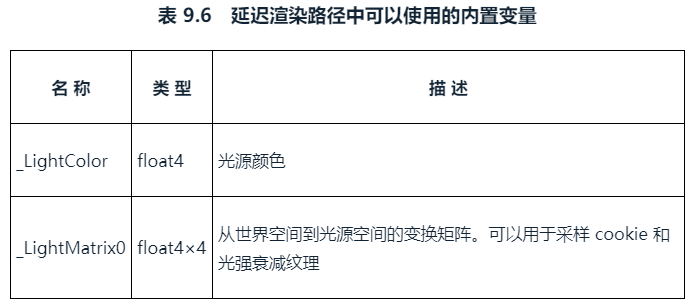 表 9.6 延迟渲染路径中可以使用的内置变量
名 称 类 型 描 述
_LightColor float4 光源颜色
_LightMatrix0 float4×4 从世界空间到光源空间的变换矩阵。可以用于采样 cookie 和
光强衰减纹理